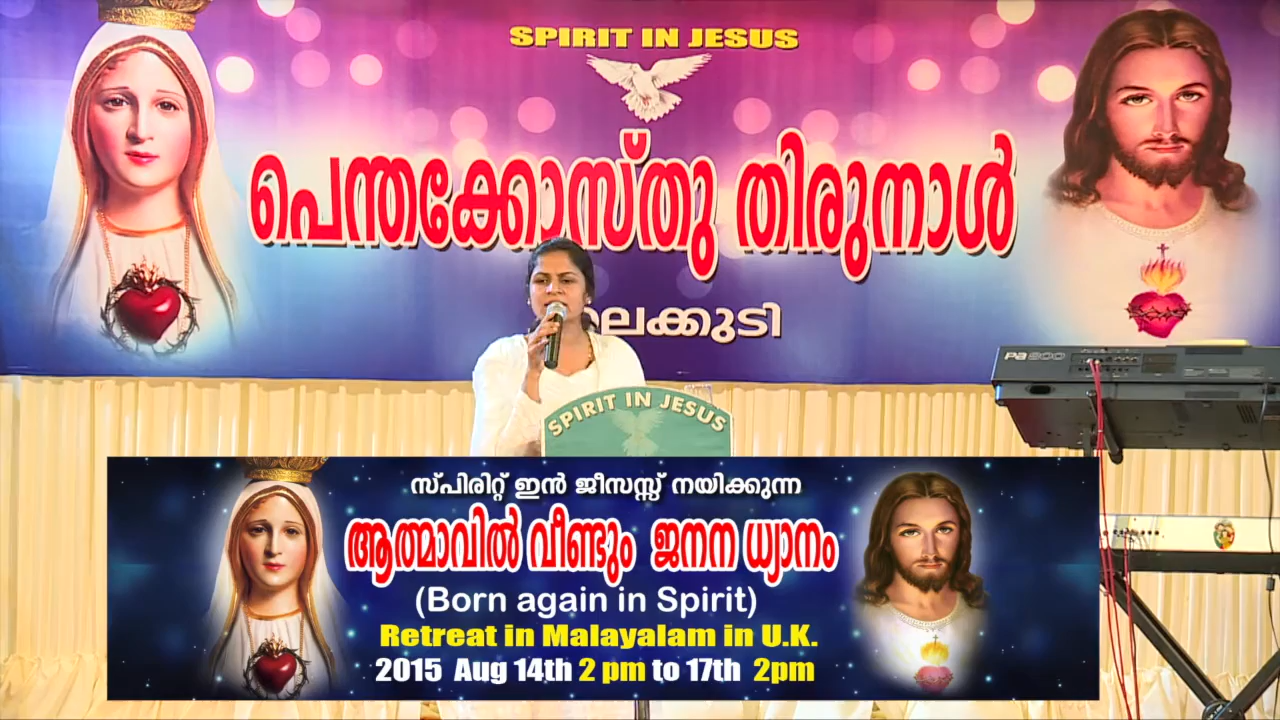 SPIRIT IN JESUS
പെന്തക്കോസ്തു തിരുനാൾ
PA800
SPIRIT IN JESUS
സ്പിരിറ്റ് ഇൻ ജീസസ്സ് നയിക്കുന്ന
ആത്മാവിൽ വീണ്ടും ജനന ധ്യാനം
(Born again in Spirit)
Retreat in Malayalam in U.K.
2015 Aug 14th 2 pm to 17th 2pm